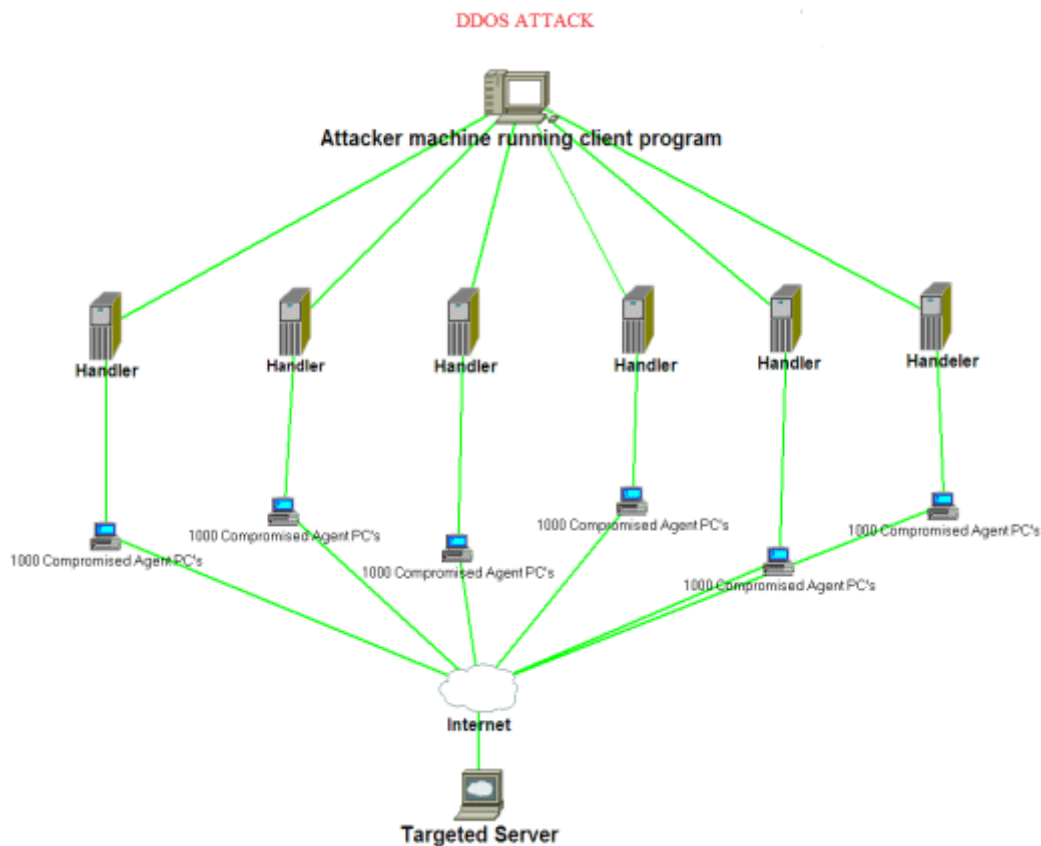 DDOS ATTACK
Attacker machine running client program
Handler
Handler
Handler
Handler
Handler
Handeler
1000 Compromised Agent PC's
1000 Compromised Agent PC's
1000 Compromised Agent PC's
1000 Compromised Agent PC's
1000 Compromised Agent PC's
1000 Compromised Agent PC's
Internet
Targeted Server